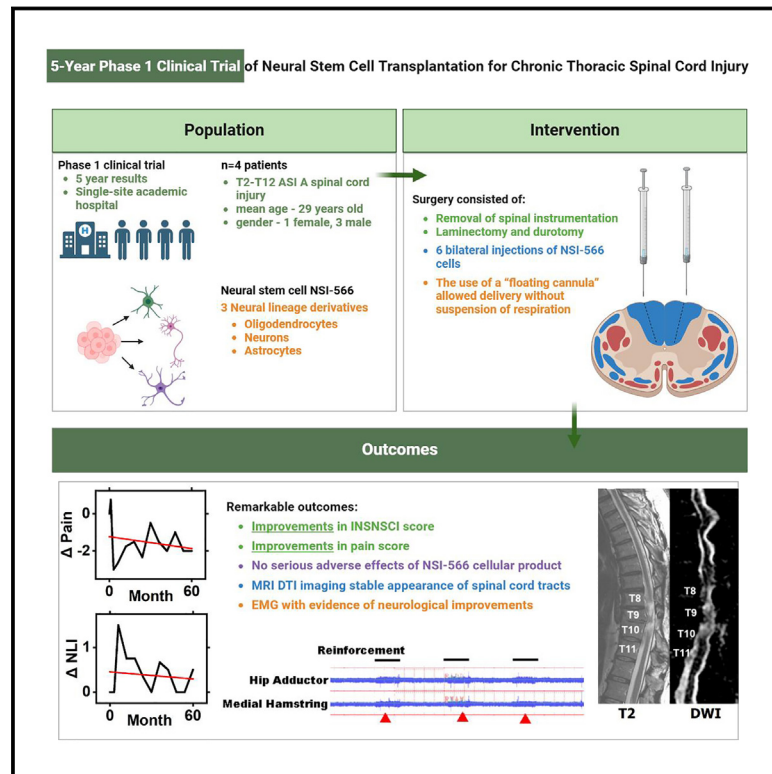 5-Year Phase 1 Clinical Trial of Neural Stem Cell Transplantation for Chronic Thoracic Spinal Cord Injury
Population
Phase 1 clinical trial
• 5 year results
• Single-site academic
hospital
H
n=4 patients
• T2-T12 ASI A spinal cord
injury
• mean age - 29 years old
• gender - 1 female, 3 male
Neural stem cell NSI-566
3 Neural lineage derivatives
• Oligodendrocytes
• Neurons
• Astrocytes
Intervention
Surgery consisted of:
• Removal of spinal instrumentation
• Laminectomy and durotomy
• 6 bilateral injections of NSI-566
cells
• The use of a "floating cannula"
allowed delivery without
suspension of respiration
Outcomes
Δ Pain
0
-2
0
60
Month
Δ NLI
1
0
0
60
Month
Remarkable outcomes:
• Improvements in INSNSCI score
• Improvements in pain score
• No serious adverse effects of NSI-566 cellular product
• MRI DTI imaging stable appearance of spinal cord tracts
• EMG with evidence of neurological improvements
Reinforcement
Hip Adductor
Medial Hamstring
T8
T9
T10
T11
T2
T8
T9
T10
T11
DWI